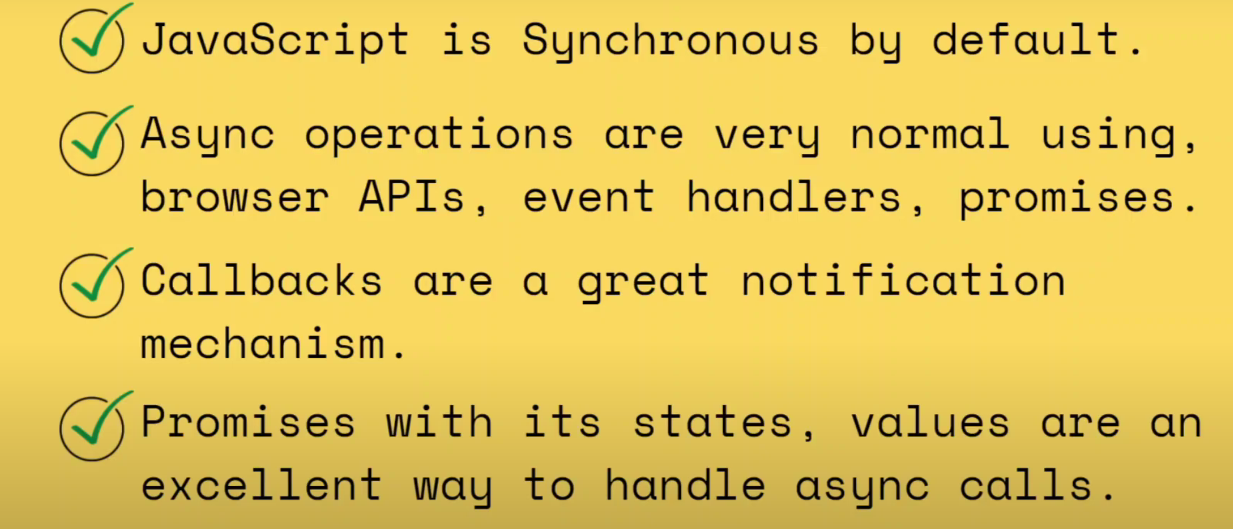 JavaScript is Synchronous by default.
Async operations are very normal using,
browser APIs, event handlers, promises.
Callbacks are a great notification
mechanism.
Promises with its states, values are an
excellent way to handle async calls.